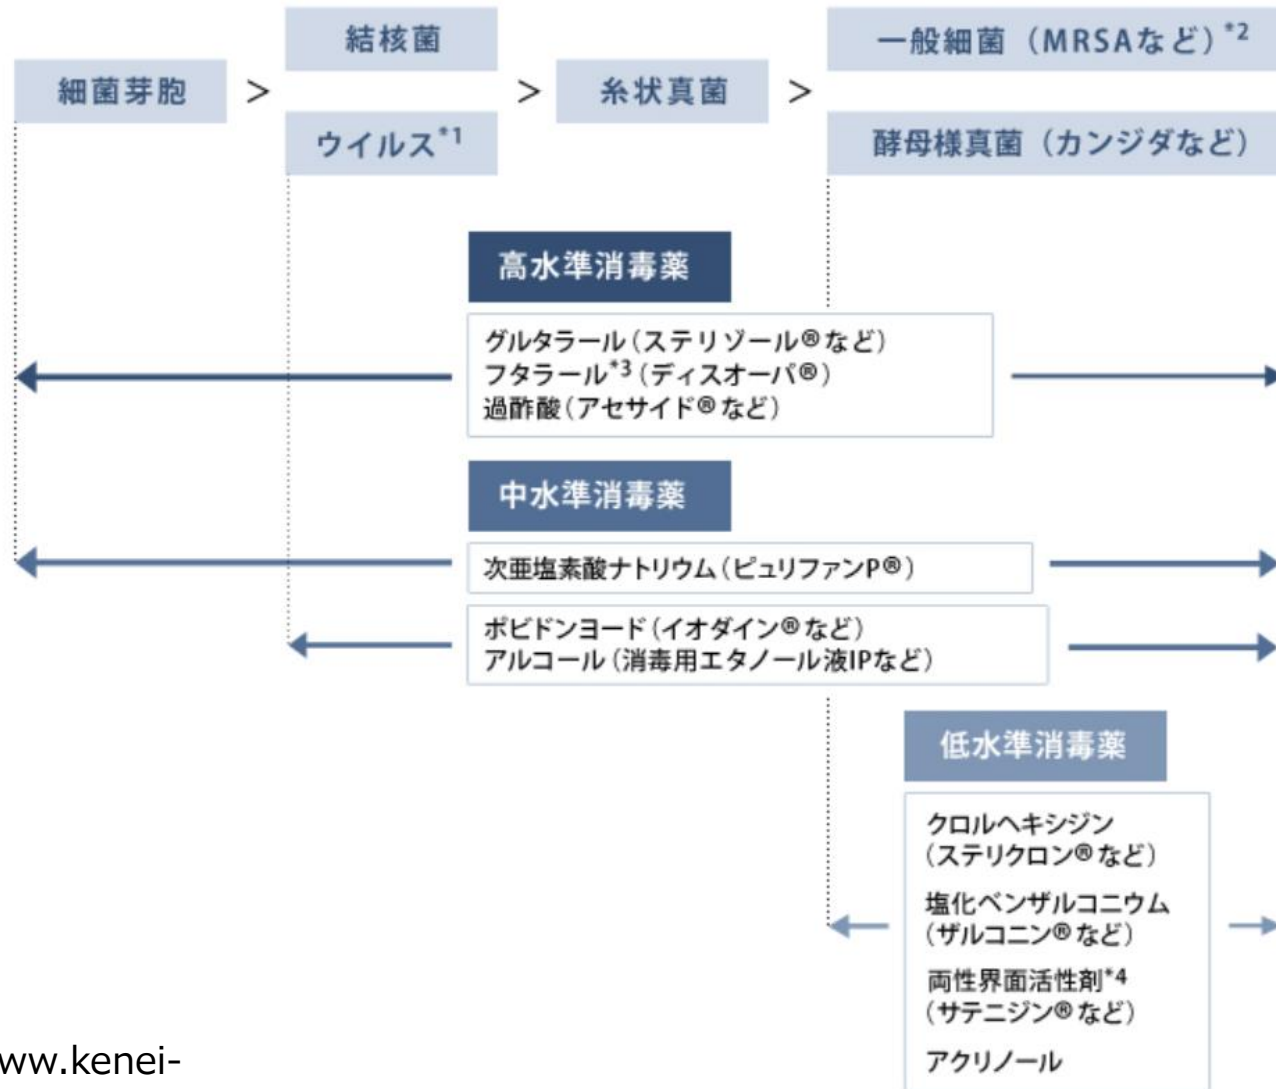 結核菌
一般細菌（MRSAなど）*2
細菌芽胞 > > 糸状真菌 >
ウイルス*1
酵母様真菌（カンジダなど）
高水準消毒薬
グルタラール（ステリゾール®など）
フタラール*3（ディスオーパ®）
過酢酸（アセサイド®など）
中水準消毒薬
次亜塩素酸ナトリウム（ピュリファンP®）
ポビドンヨード（イオダイン®など）
アルコール（消毒用エタノール液IPなど）
低水準消毒薬
クロルヘキシジン
（ステリクロン®など）
塩化ベンザルコニウム
（ザルコニン®など）
両性界面活性剤*4
（サテニジン®など）
アクリノール
ww.kenei-